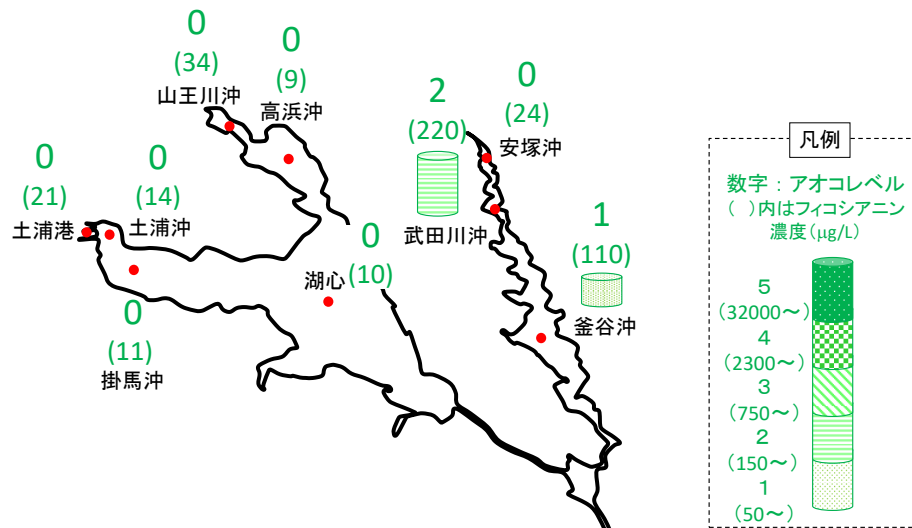 0
(34)
山王川沖
0
(9)
高浜沖
2
(220)
武田川沖
0
(24)
安塚沖
0
(21)
土浦港
0
(14)
土浦沖
0
(10)
湖心
1
(110)
釜谷沖
0
(11)
掛馬沖
凡例
数字：アオコレベル
（ ）内はフィコシアニン
濃度(μg/L)
5
(32000～)
4
(2300～)
3
(750～)
2
(150～)
1
(50～)